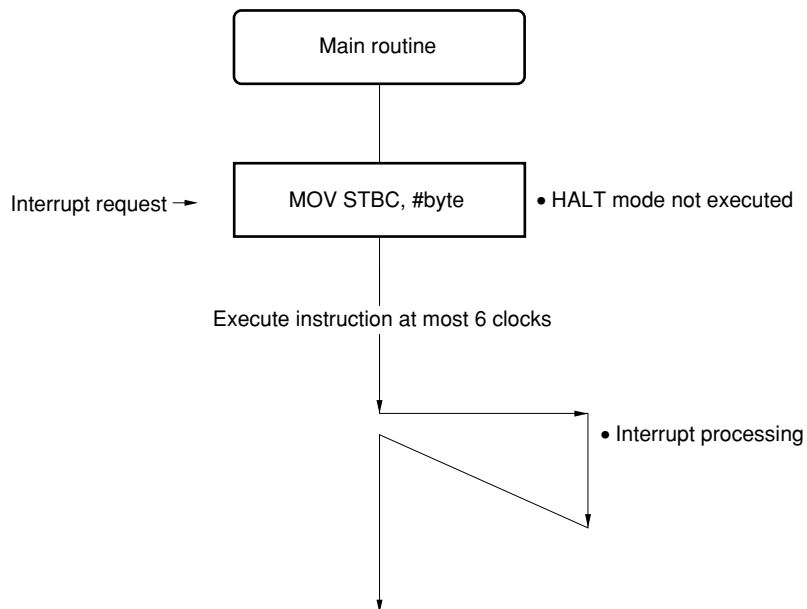 Main routine
Interrupt request →
MOV STBC, #byte
• HALT mode not executed
Execute instruction at most 6 clocks
• Interrupt processing